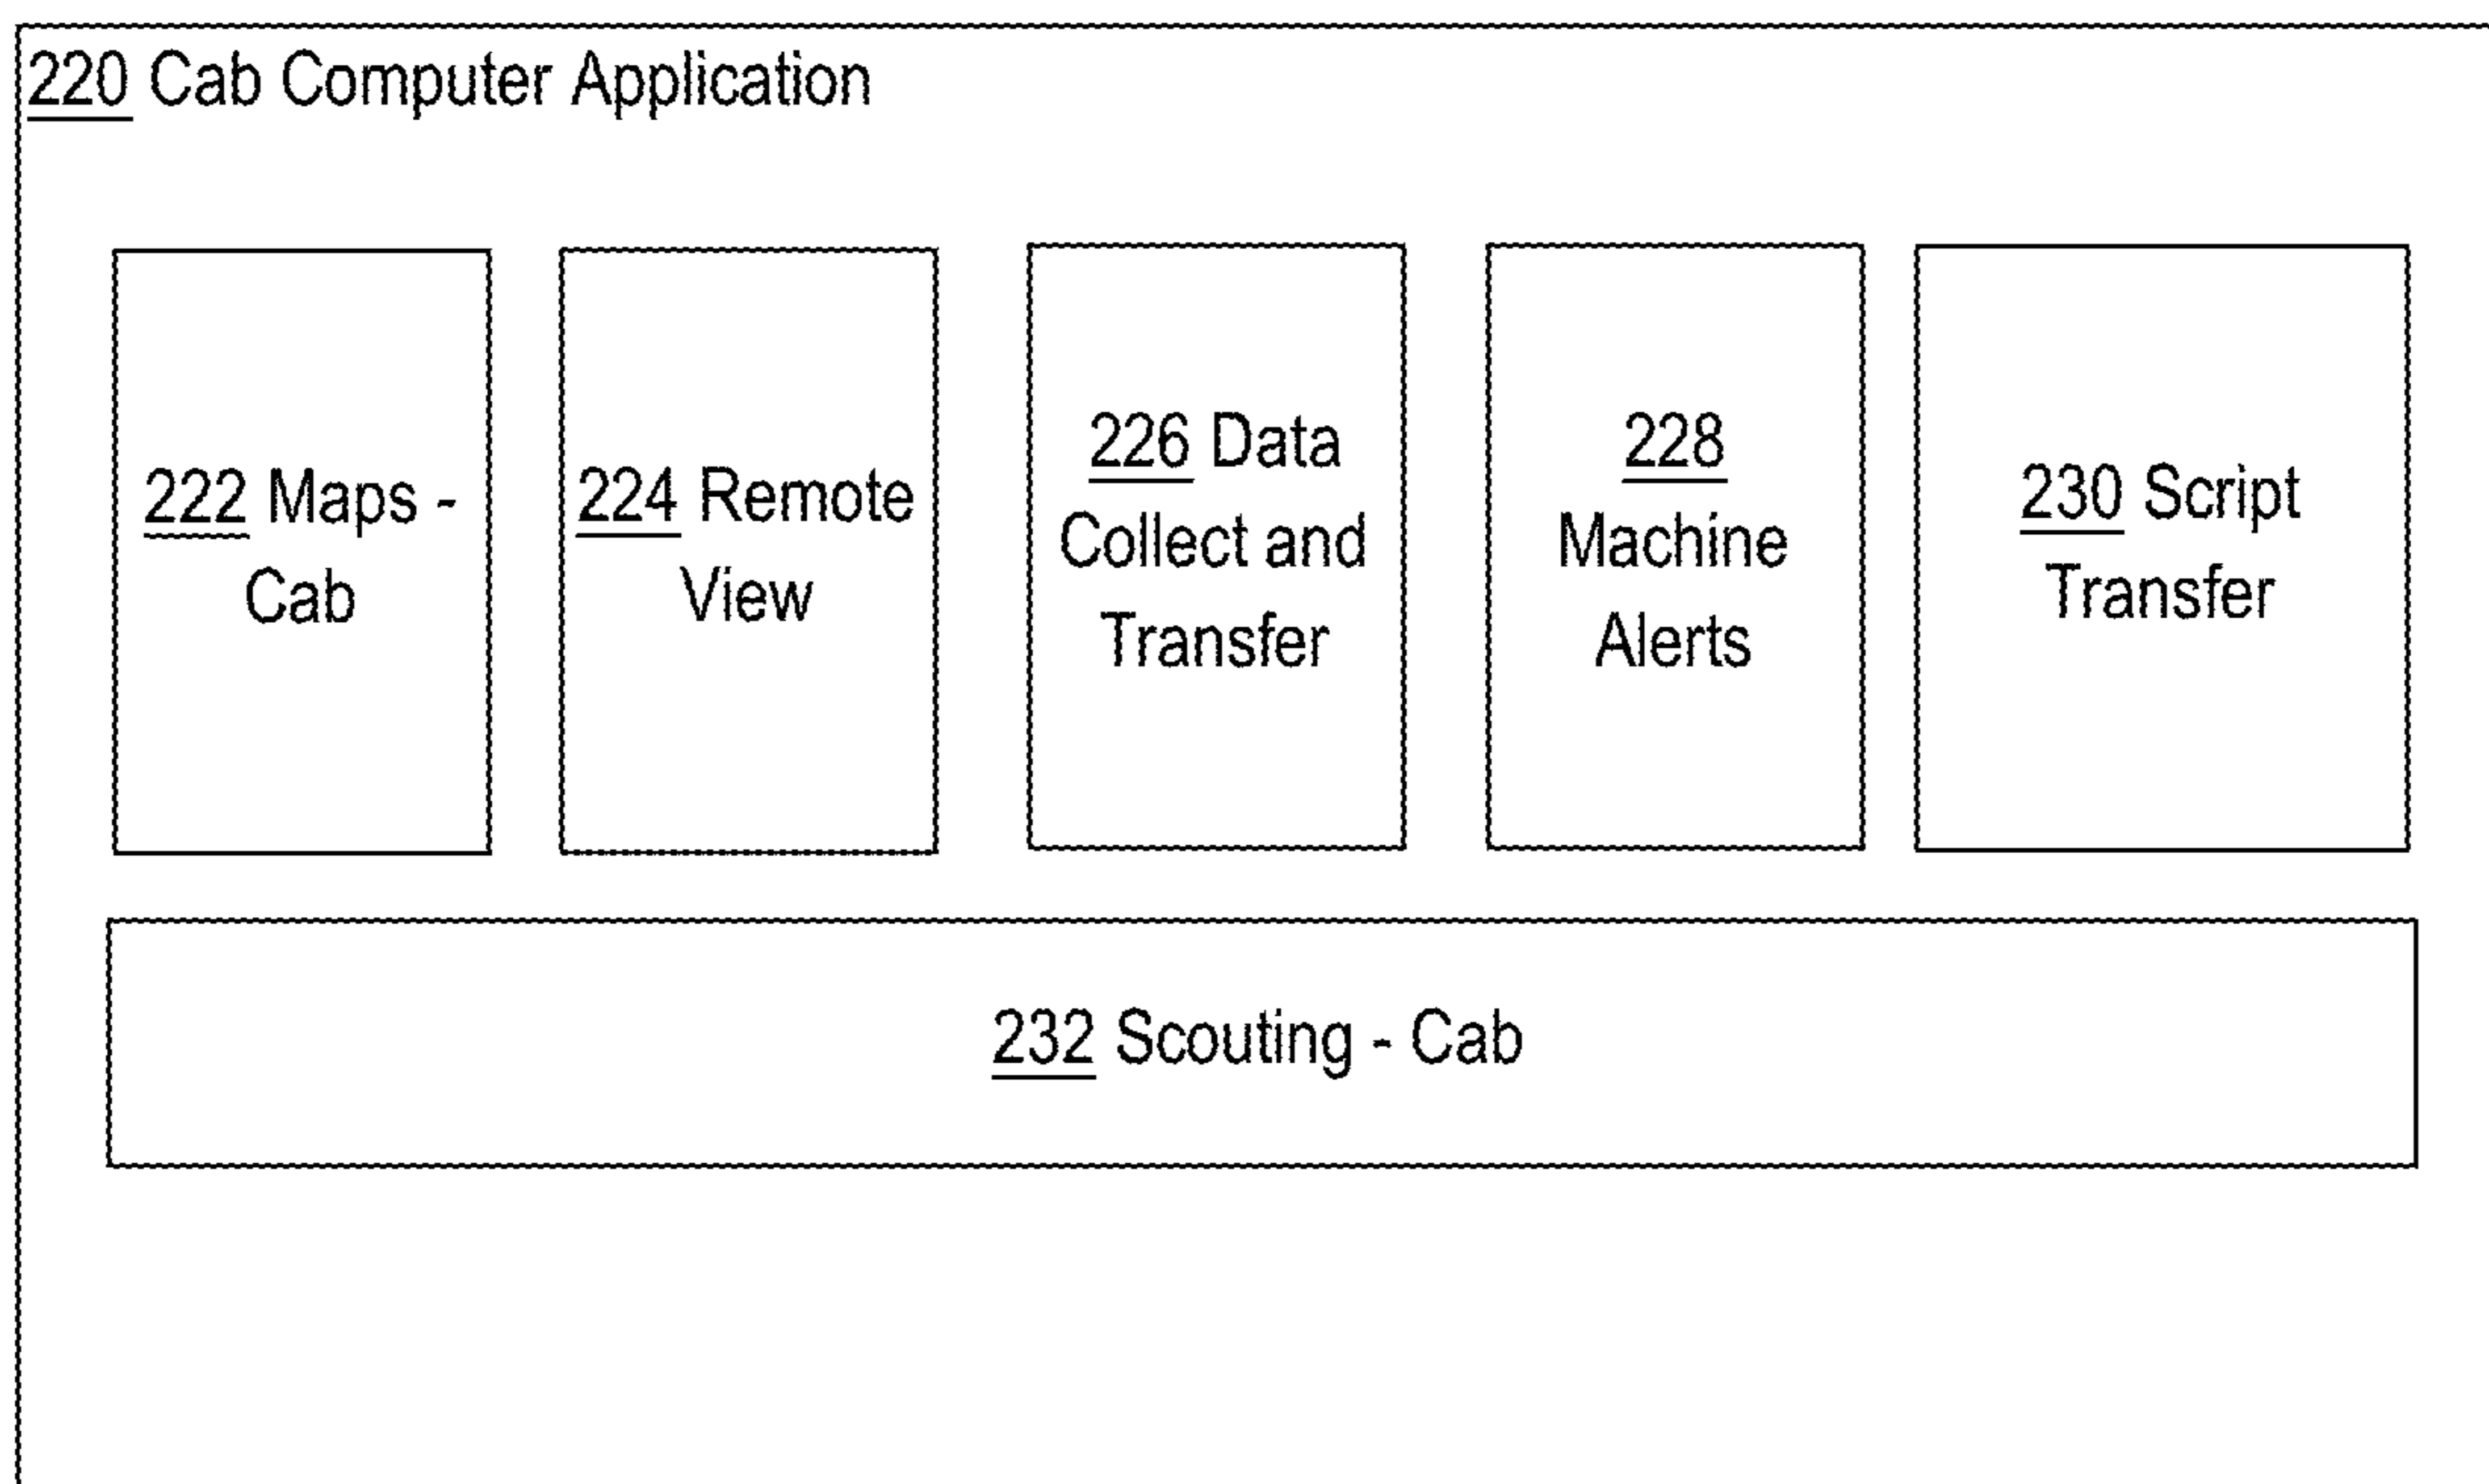 220 Cab Computer Application
222 Maps -
Cab
224 Remote
View
226 Data
Collect and
Transfer
228
Machine
Alerts
230 Script
Transfer
232 Scouting - Cab